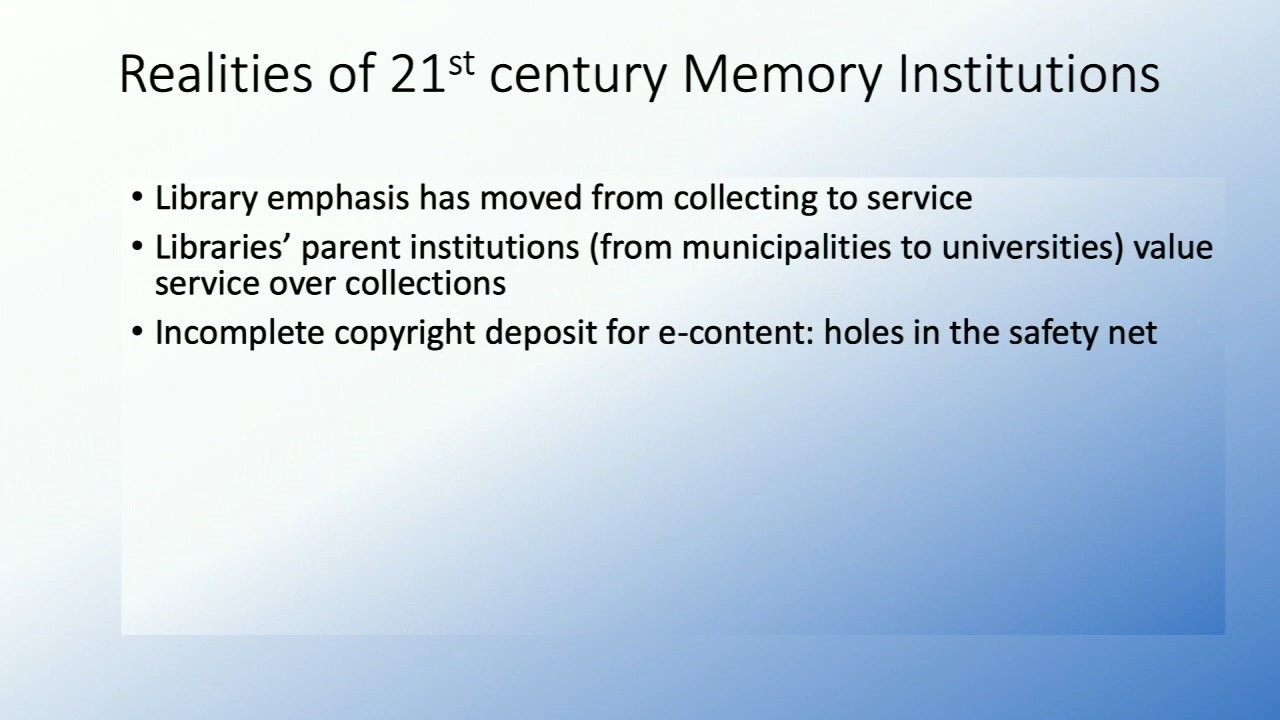 Realities of 21st century Memory Institutions
• Library emphasis has moved from collecting to service
• Libraries’ parent institutions (from municipalities to universities) value
service over collections
• Incomplete copyright deposit for e-content: holes in the safety net